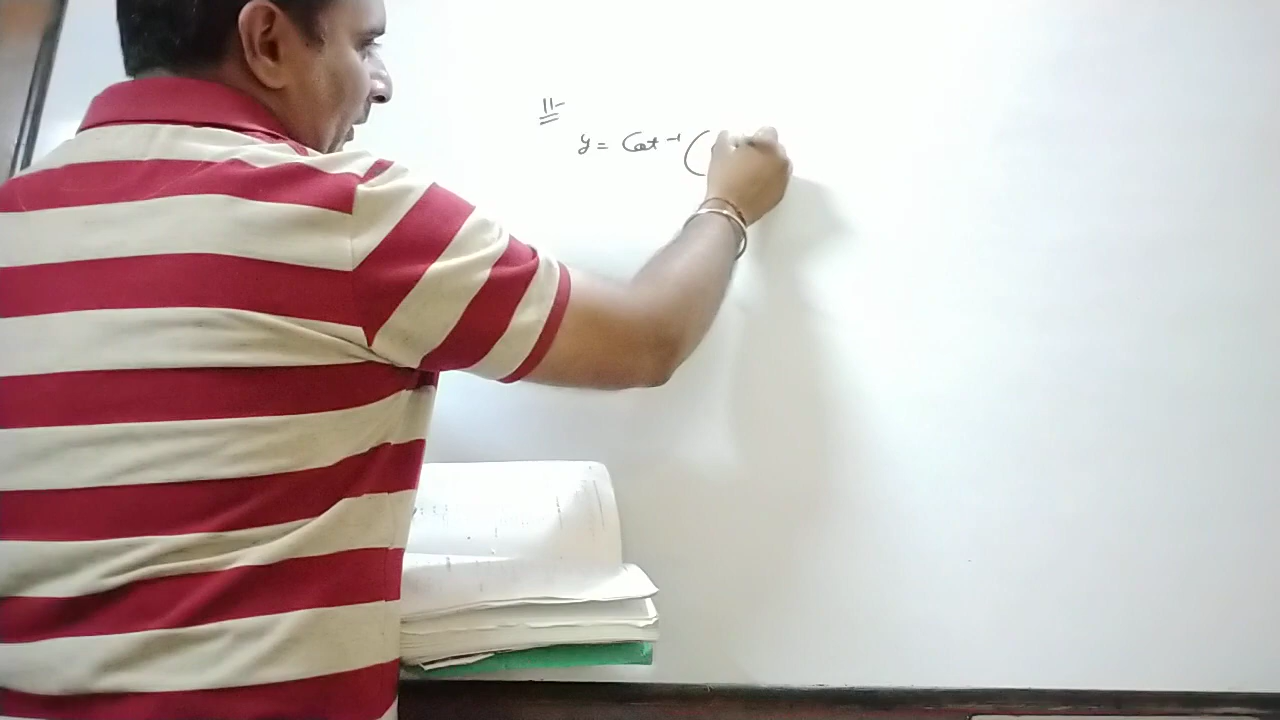 11-
y = Cot⁻¹ (